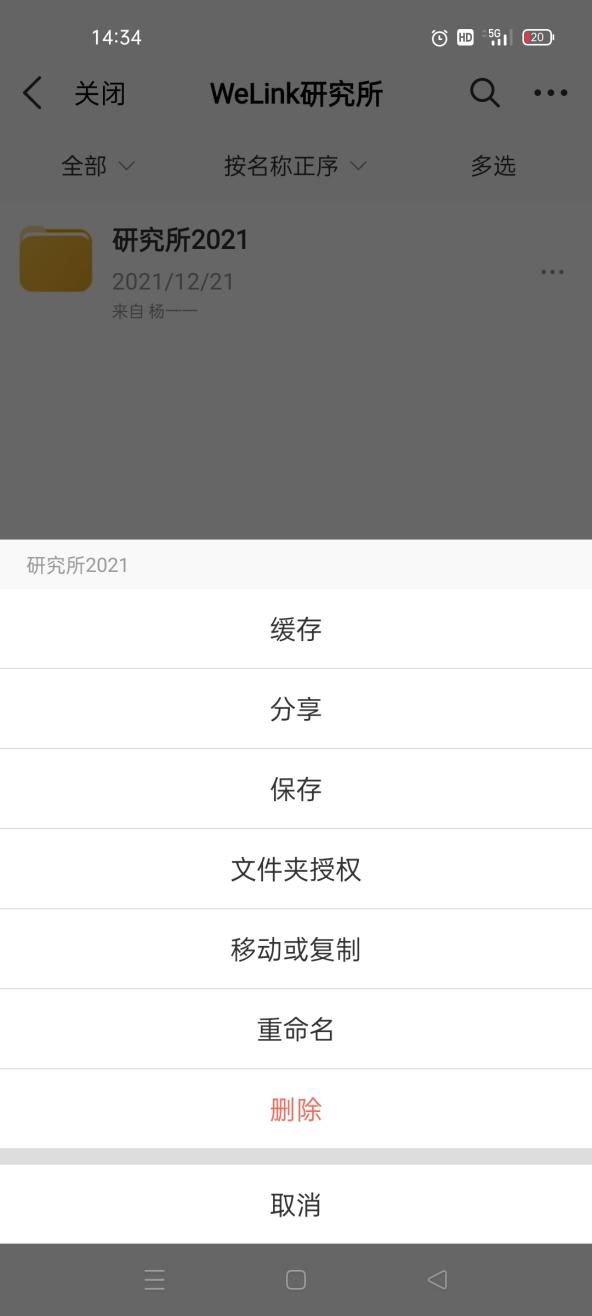 14:34
HD 5G 20
关闭
WeLink研究所
全部
按名称正序
多选
研究所2021
2021/12/21
来自 杨一一
研究所2021
缓存
分享
保存
文件夹授权
移动或复制
重命名
删除
取消